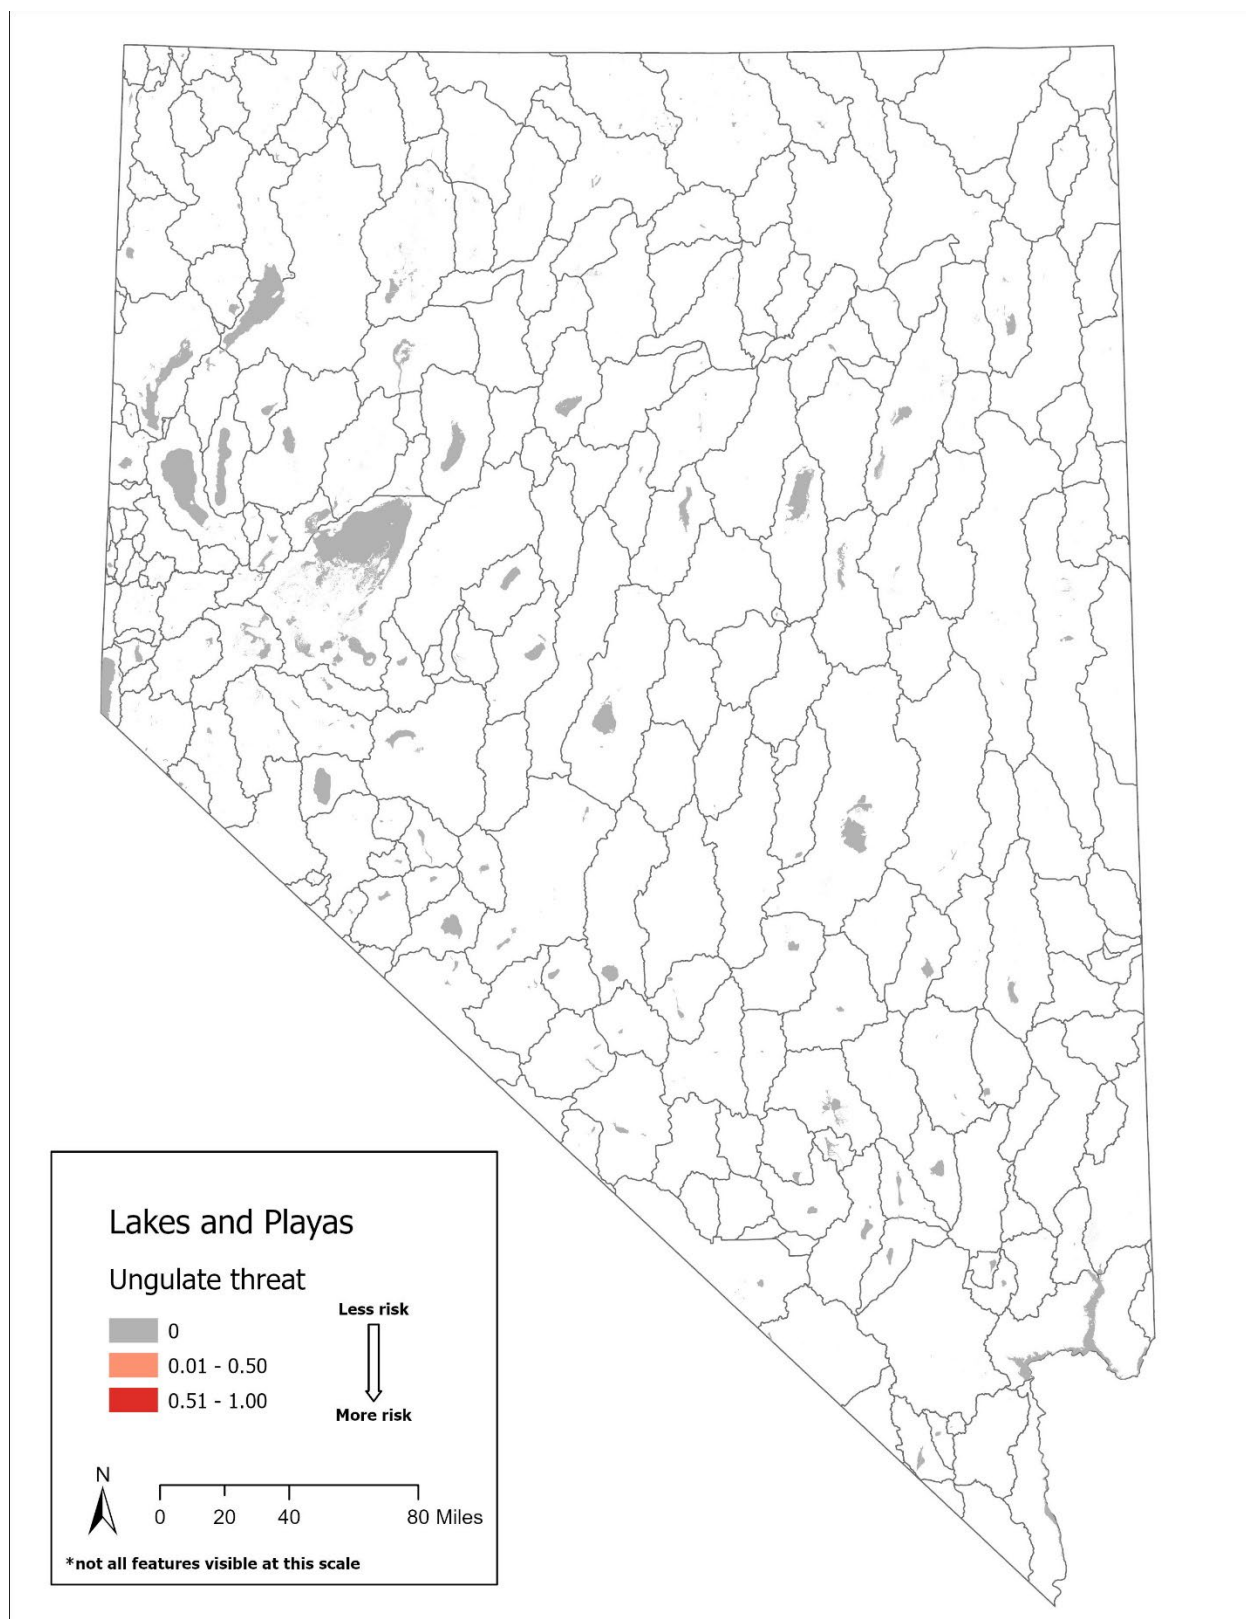 Lakes and Playas
Ungulate threat
Less risk
0
0.01 - 0.50
0.51 - 1.00
More risk
N
0 20 40 80 Miles
*not all features visible at this scale